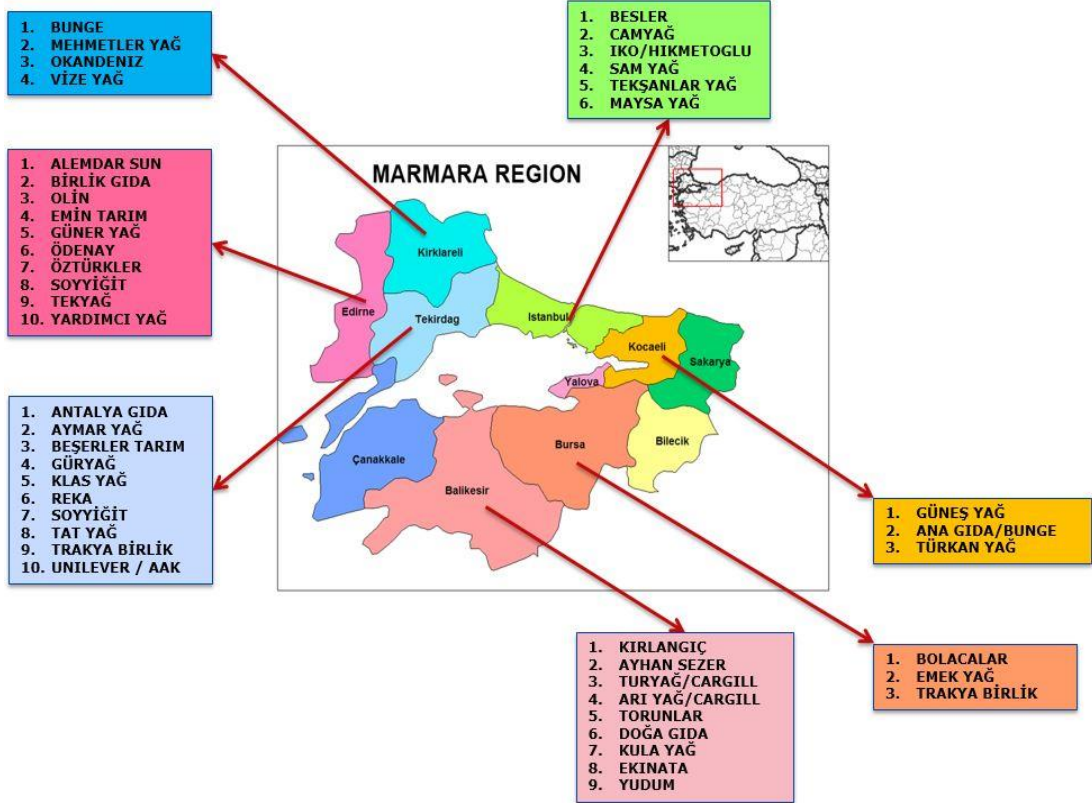 1. BUNGE
2. MEHMETLER YAĞ
3. OKANDENIZ
4. VİZE YAĞ
1. BESLER
2. CAMYAĞ
3. IKO/HIKMETOGLU
4. SAM YAĞ
5. TEKŞANLAR YAĞ
6. MAYSA YAĞ
1. ALEMDAR SUN
2. BİRLİK GIDA
3. OLİN
4. EMİN TARIM
5. GÜNER YAĞ
6. ÖDENAY
7. ÖZTÜRKLER
8. SOYYİĞİT
9. TEKYAĞ
10. YARDIMCI YAĞ
MARMARA REGION
Kirklareli
Edirne
Tekirdag
Istanbul
Kocaeli
Sakarya
Yalova
Çanakkale
Balikesir
Bursa
Bilecik
1. ANTALYA GIDA
2. AYMAR YAĞ
3. BEŞERLER TARIM
4. GÜRYAĞ
5. KLAS YAĞ
6. REKA
7. SOYYİĞİT
8. TAT YAĞ
9. TRAKYA BİRLİK
10. UNILEVER / AAK
1. GÜNEŞ YAĞ
2. ANA GIDA/BUNGE
3. TÜRKAN YAĞ
1. KIRLANGIÇ
2. AYHAN SEZER
3. TURYAĞ/CARGILL
4. ARI YAĞ/CARGILL
5. TORUNLAR
6. DOĞA GIDA
7. KULA YAĞ
8. EKINATA
9. YUDUM
1. BOLACALAR
2. EMEK YAĞ
3. TRAKYA BİRLİK